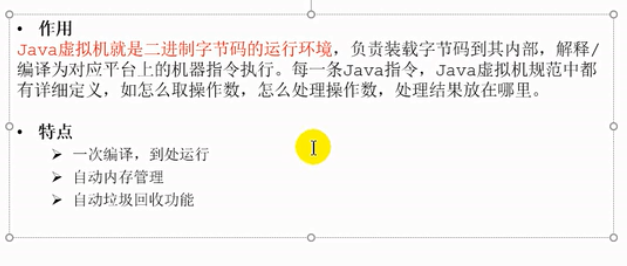 • 作用
Java虚拟机就是二进制字节码的运行环境，负责装载字节码到其内部，解释/
编译为对应平台上的机器指令执行。每一条Java指令，Java虚拟机规范中都
有详细定义，如怎么取操作数，怎么处理操作数，处理结果放在哪里。
• 特点
➢ 一次编译，到处运行
➢ 自动内存管理
➢ 自动垃圾回收功能